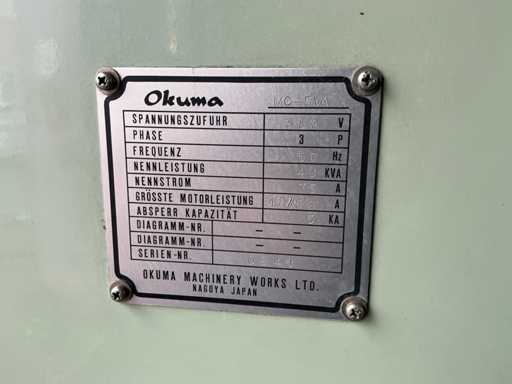 Okuma
SPANNUNGSZUFUHR V
PHASE 3 P
FREQUENZ Hz
NENNLEISTUNG KVA
NENNSTROM A
GRÖSSTE MOTORLEISTUNG A
ABSPERR KAPAZITÄT KA
DIAGRAMM-NR. – –
DIAGRAMM-NR. – –
SERIEN-NR.
OKUMA MACHINERY WORKS LTD.
NAGOYA JAPAN